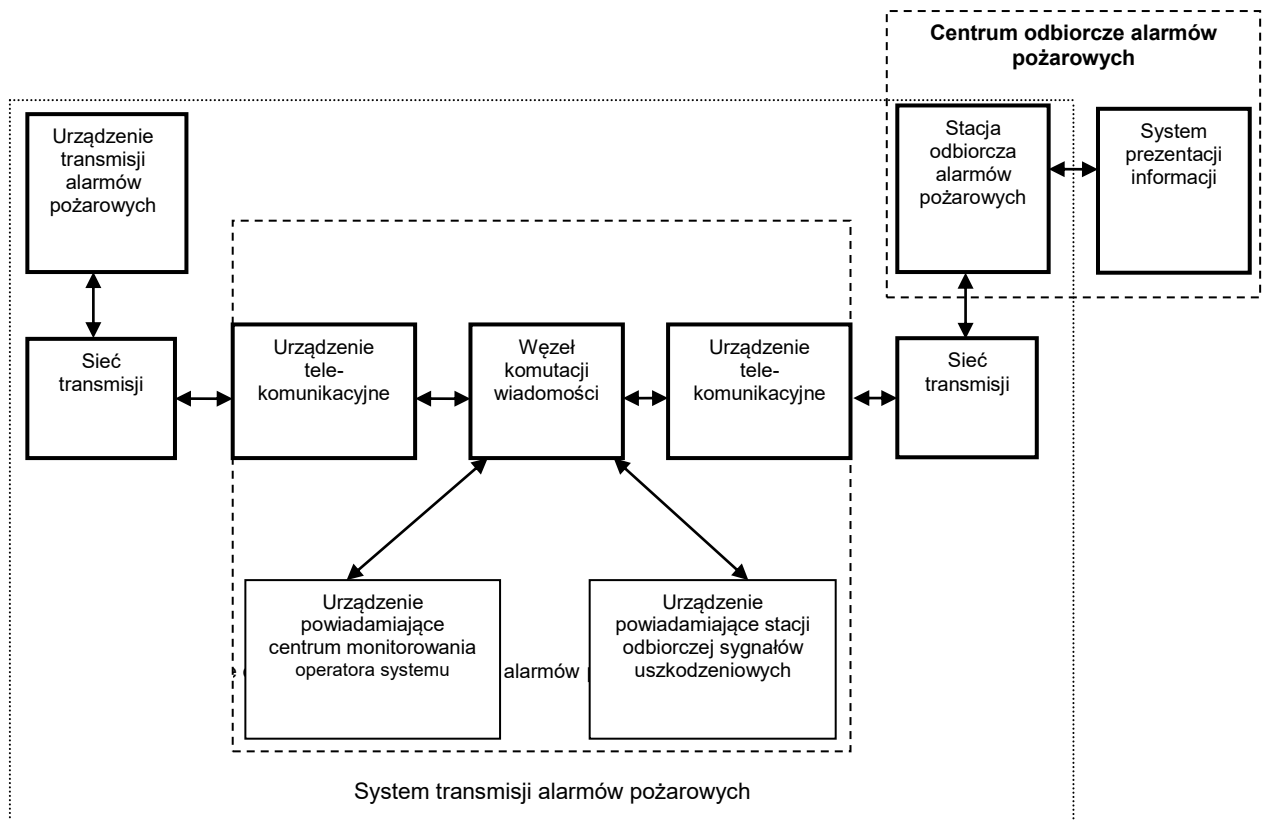 Centrum odbiorcze alarmów
pożarowych
Urządzenie
transmisji
alarmów
pożarowych
Stacja
odbiorcza
alarmów
pożarowych
System
prezentacji
informacji
Sieć
transmisji
Urządzenie
tele-
komunikacyjne
Węzeł
komutacji
wiadomości
Urządzenie
tele-
komunikacyjne
Sieć
transmisji
Urządzenie
powiadamiające
centrum monitorowania
operatora systemu
Urządzenie
powiadamiające stacji
odbiorczej sygnałów
uszkodzeniowych
alarmów
System transmisji alarmów pożarowych